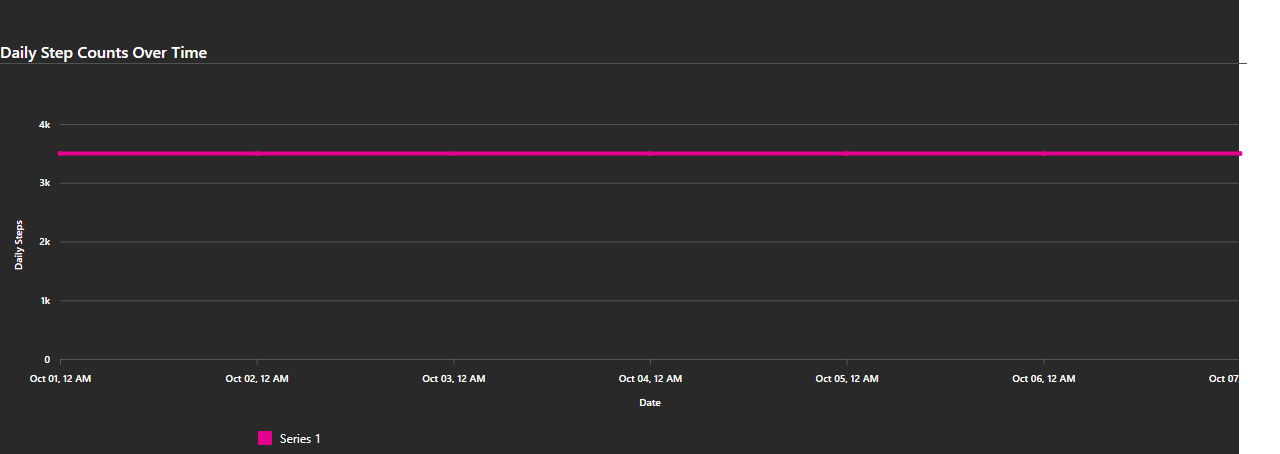 Daily Step Counts Over Time
4k
3k
2k
1k
0
Daily Steps
Oct 01, 12 AM Oct 02, 12 AM Oct 03, 12 AM Oct 04, 12 AM Oct 05, 12 AM Oct 06, 12 AM Oct 07,
Date
Series 1